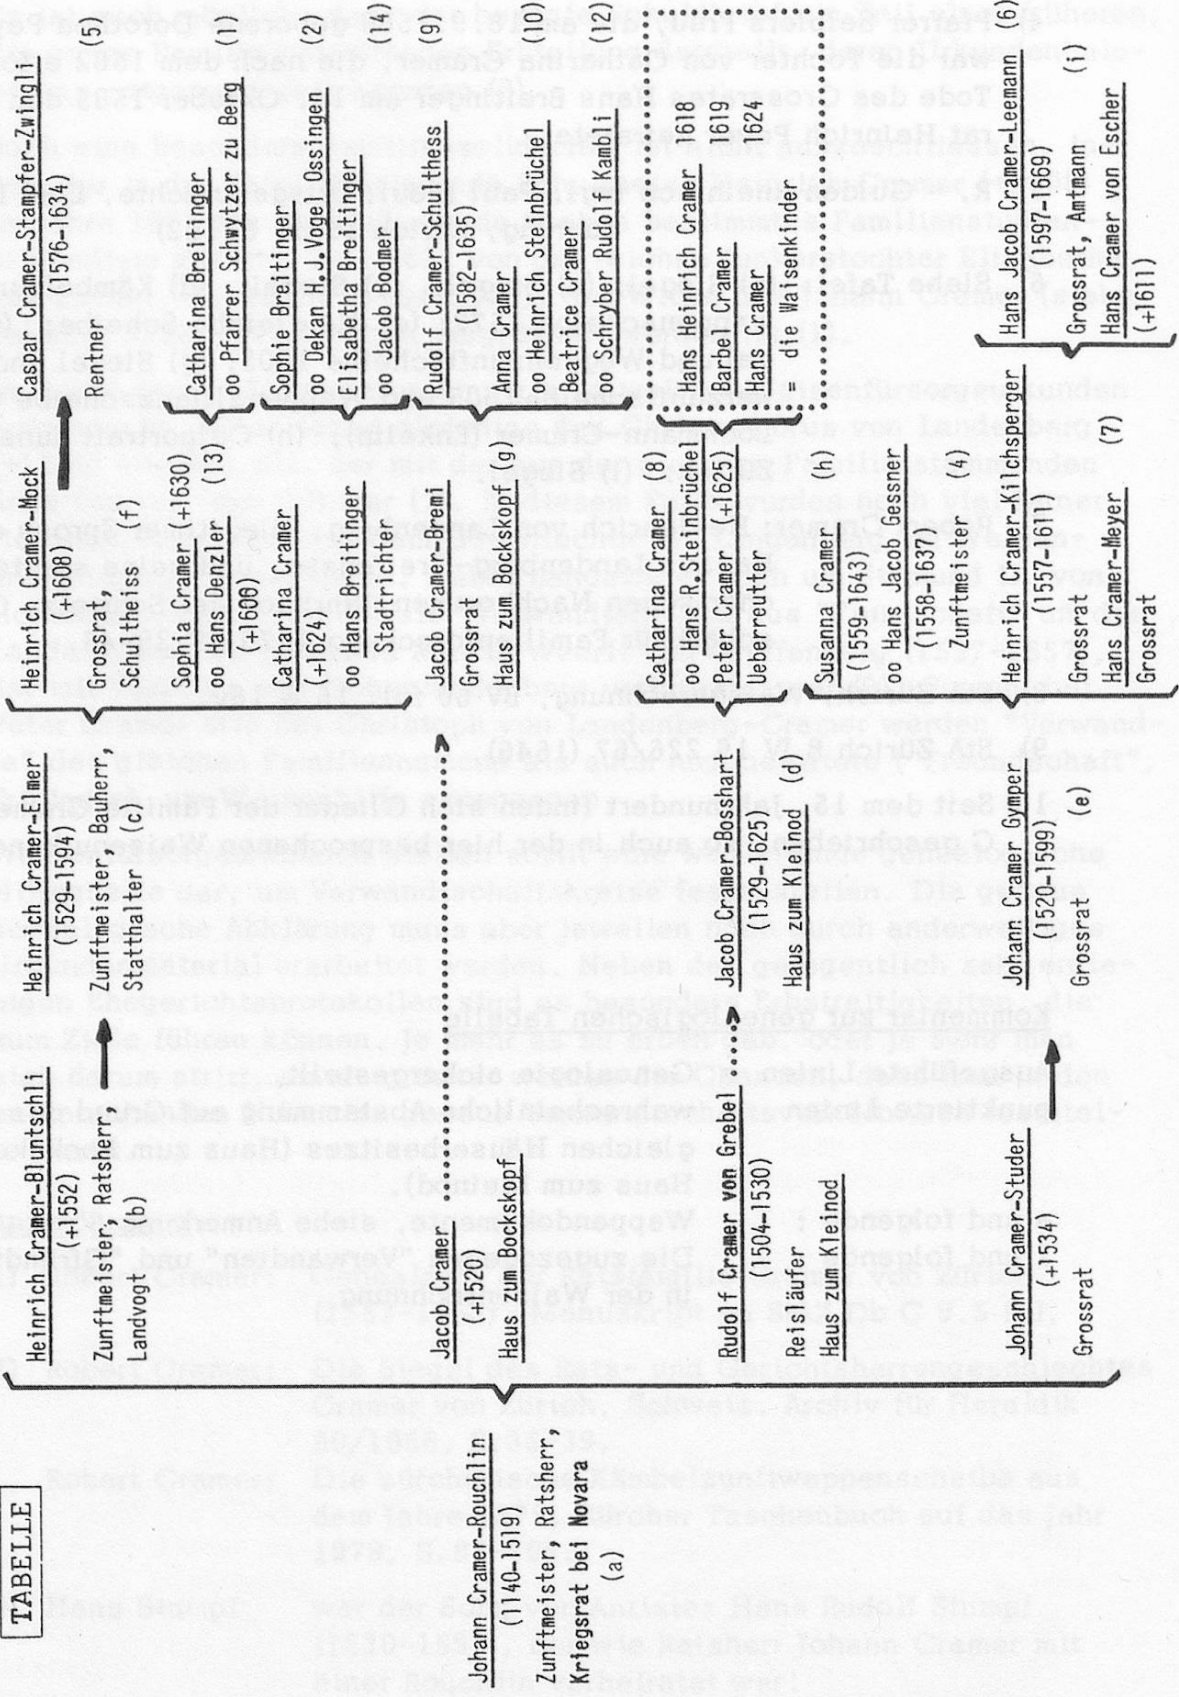 TABELLE
Johann Cramer-Rouchlin
(1140-1519)
Zunftmeister, Ratsherr,
Kriegsrat bei Novara
(a)
Heinrich Cramer-Bluntschli
(+1552)
Zunftmeister, Ratsherr,
Landvogt (b)
Jacob Cramer
(+1520)
Haus zum Bockskopf
Rudolf Cramer von Grebel
(1504-1530)
Reisläufer
Haus zum Kleinod
Johann Cramer-Studer
(+1534)
Grossrat
Heinrich Cramer-Elmer
(1529-1594)
Zunftmeister, Bauherr,
Statthalter (c)
Jacob Cramer-Bosshart
(1529-1625)
Haus zum Kleinod (d)
Johann Cramer Gymper
(1520-1599)
Grossrat (e)
Heinrich Cramer-Mock
(+1608)
Grossrat,
Schultheiss (f)
Sophia Cramer (+1630))
oo Hans Denzler (13)
(+1600)
Catharina Cramer
(+1624)
oo Hans Breitinger
Stadtrichter
Jacob Cramer-Bremi
Grossrat
Haus zum Bockskopf (g)
Catharina Cramer (8)
oo Hans.Steinbrüchel
Peter Cramer (+1625)
Uebelreutter
Susann Cramer (h)
(1559-1643)
oo Hans Jacob Gessner
(1559-1637)
Zunftmeister (4)
Heinrich Cramer-Kilchsperger
(1557-1611)
Grossrat
Hans Cramer-Meyer (7)
Grossrat
Caspar Cramer-Stampfer-Zwingli
(1576-1634)
Rentner (5)
Catharina Breitinger
oo Pfarrer Schwytzer zu Berg (1)
Sophie Breitinger
oo Dekan H.J.Vogel Ossingen (2)
Elisabetha Breitinger
oo Jacob Bodmer (11)
Rudolf Cramer-Schulthess (9)
(1582-1635)
Anna Cramer
oo Heinrich Steinbrüchel (10)
Beatrice Cramer
oo Schryber Rudolf Kambli (12)
Hans Heinrich Cramer *1618
Barbel Cramer *1619
Hans Cramer *1624
= die Waisenkinder
Hans Jacob Cramer-Leemann (6)
(1597-1669)
Grossrat, Amtmann (i)
Hans Cramer von Escher
(+1611)